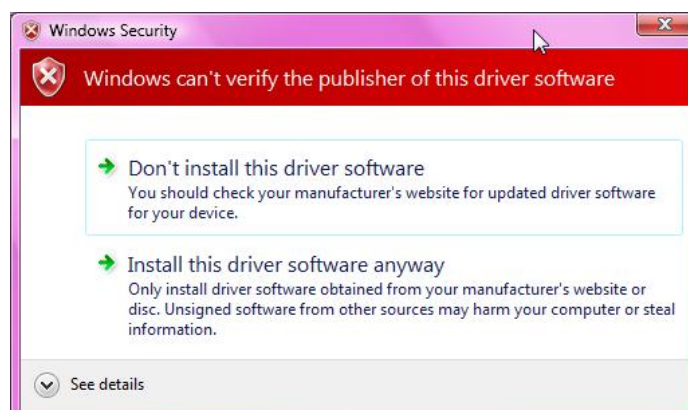 Windows Security
Windows can't verify the publisher of this driver software
Don't install this driver software
You should check your manufacturer's website for updated driver software
for your device.
Install this driver software anyway
Only install driver software obtained from your manufacturer's website or
disc. Unsigned software from other sources may harm your computer or steal
information.
See details